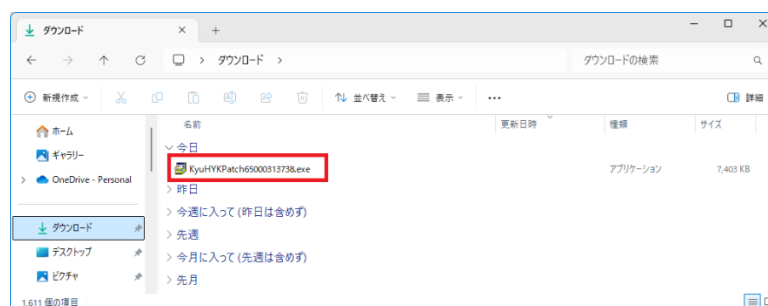 ダウンロード
ダウンロード
ダウンロードの検索
新規作成
並べ替え
表示
詳細
名前
更新日時
種類
サイズ
ホーム
ギャラリー
OneDrive - Personal
ダウンロード
デスクトップ
ピクチャ
今日
KyuHYKPatch65000313738.exe
アプリケーション
7,403 KB
昨日
今週に入って (昨日は含めず)
先週
今月に入って (先週は含めず)
先月
1,611 個の項目